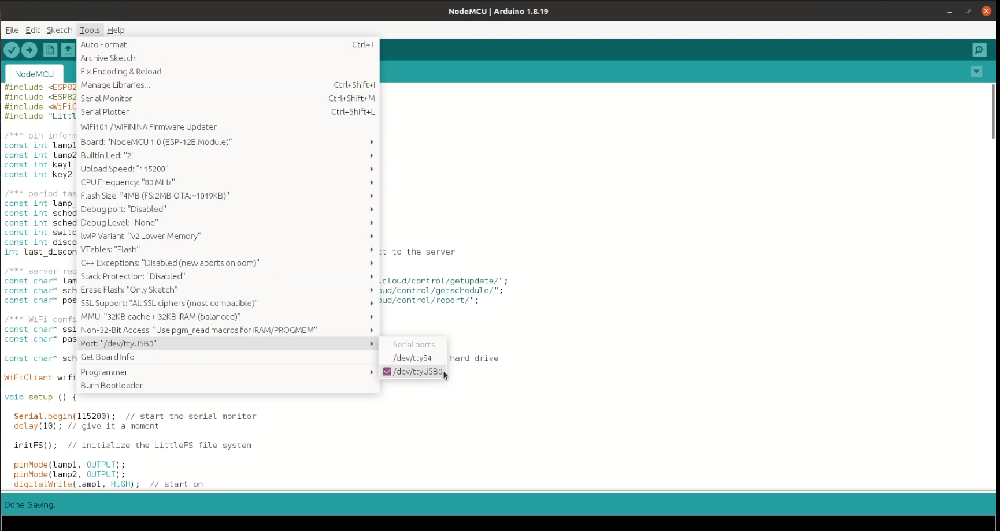 NodeMCU | Arduino 1.8.19
File Edit Sketch Tools Help
NodeMCU
Auto Format Ctrl+T
Archive Sketch
Fix Encoding & Reload
Manage Libraries... Ctrl+Shift+I
Serial Monitor Ctrl+Shift+M
Serial Plotter Ctrl+Shift+L
WiFi101 / WiFiNINA Firmware Updater
Board: "NodeMCU 1.0 (ESP-12E Module)"
Builtin Led: "2"
Upload Speed: "115200"
CPU Frequency: "80 MHz"
Flash Size: "4MB (FS:2MB OTA:~1019KB)"
Debug port: "Disabled"
Debug Level: "None"
lwIP Variant: "v2 Lower Memory"
VTables: "Flash"
C++ Exceptions: "Disabled (new aborts on oom)"
Stack Protection: "Disabled"
Erase Flash: "Only Sketch"
SSL Support: "All SSL ciphers (most compatible)"
MMU: "32KB cache + 32KB IRAM (balanced)"
Non-32-Bit Access: "Use pgm_read macros for IRAM/PROGMEM"
Port: "/dev/ttyUSB0"
Get Board Info
Programmer
Burn Bootloader
Serial ports
/dev/ttyS4
/dev/ttyUSB0
#include <ESP82
#include <ESP82
#include <WiFiC
#include "Littl
/*** pin inform
const int lamp1
const int lamp2
const int key1
const int key2
/*** period tas
const int lamp_
const int sched
const int sched
const int switc
const int disco
int last_discon ct to the server
/*** server req
const char* lam .cloud/control/getupdate/";
const char* sch oud/control/getschedule/";
const char* pos oud/control/report/";
/*** WiFi confi
const char* ssi
const char* pas
const char* sch hard drive
WiFiClient wifi
void setup () {
Serial.begin(115200); // start the serial monitor
delay(10); // give it a moment
initFS(); // initialize the LittleFS file system
pinMode(lamp1, OUTPUT);
pinMode(lamp2, OUTPUT);
digitalWrite(lamp1, HIGH); // start on
Done Saving.